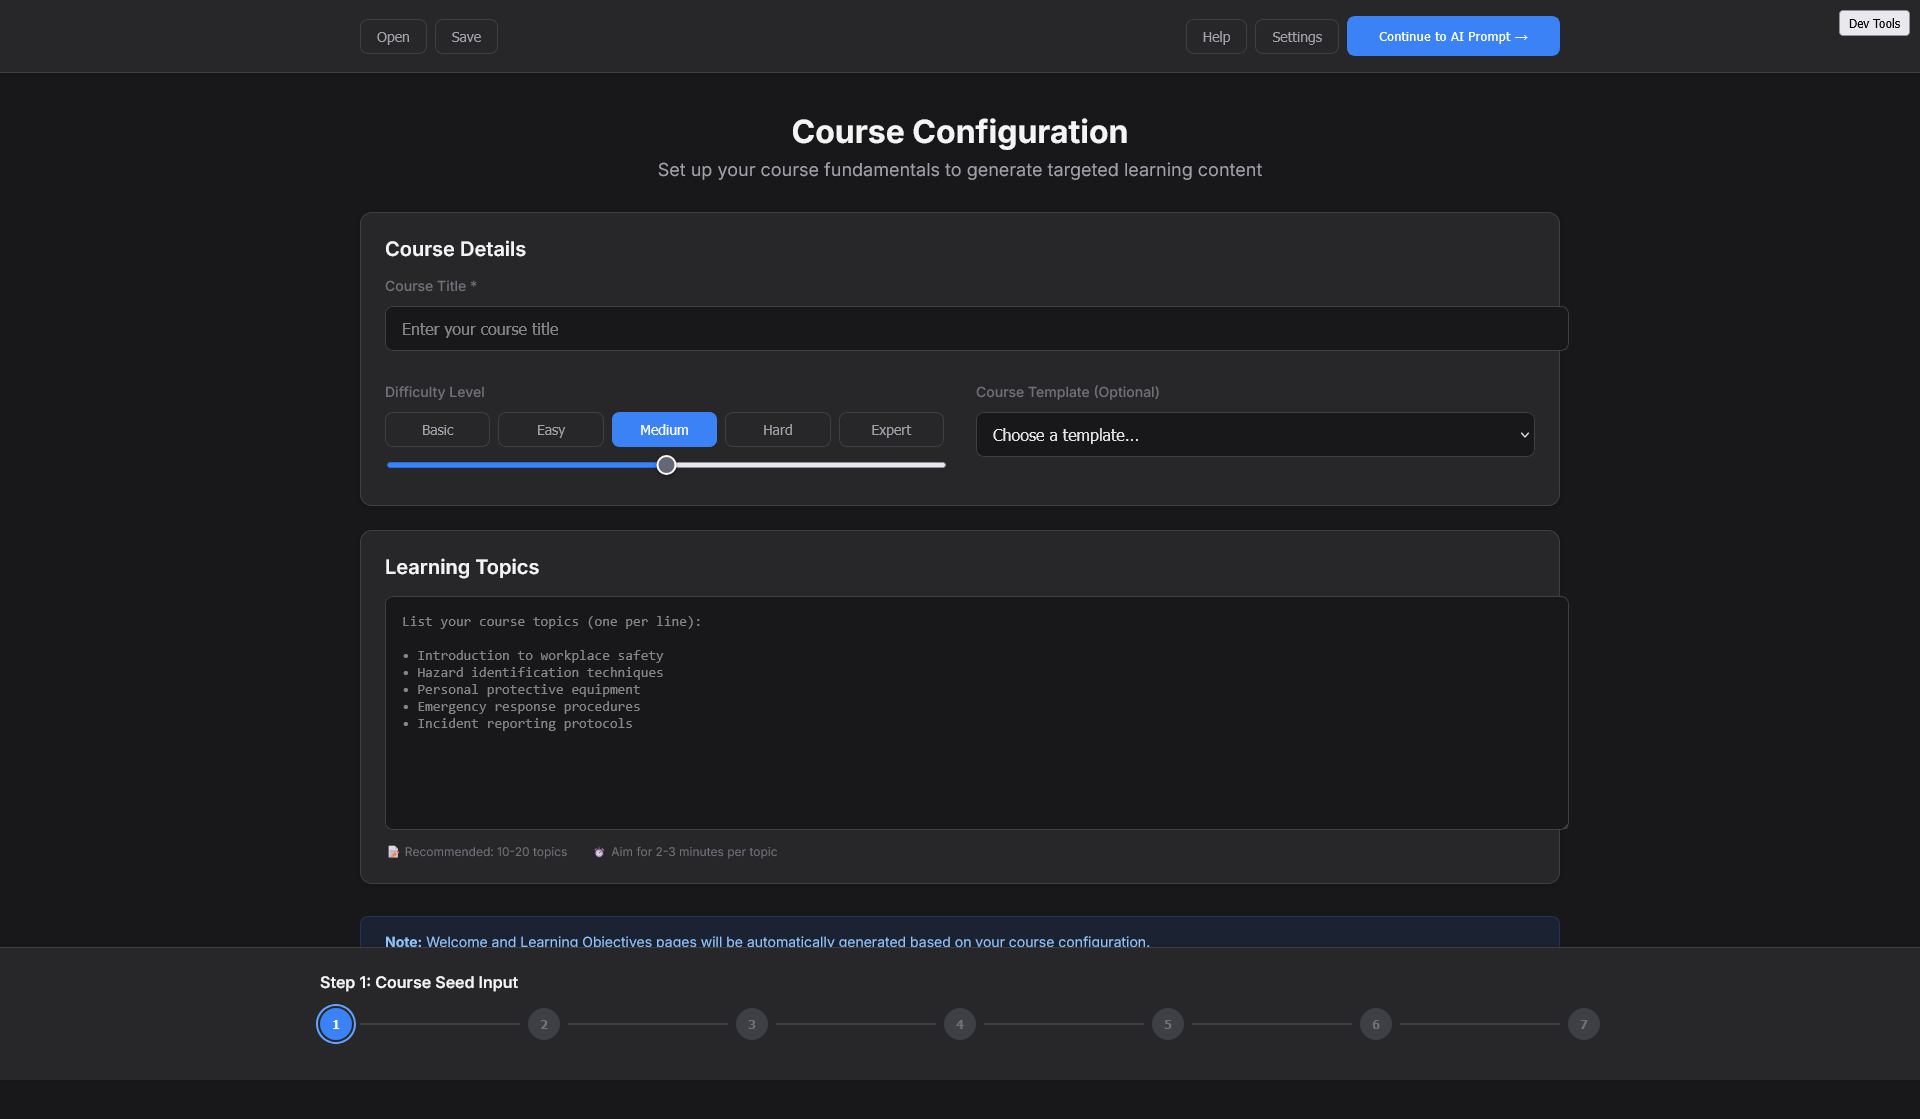 Open Save Help Settings Continue to AI Prompt → Dev Tools
Course Configuration
Set up your course fundamentals to generate targeted learning content
Course Details
Course Title *
Enter your course title
Difficulty Level
Basic Easy Medium Hard Expert
Course Template (Optional)
Choose a template...
Learning Topics
List your course topics (one per line):
• Introduction to workplace safety
• Hazard identification techniques
• Personal protective equipment
• Emergency response procedures
• Incident reporting protocols
📝 Recommended: 10-20 topics ⏰ Aim for 2-3 minutes per topic
Note: Welcome and Learning Objectives pages will be automatically generated based on your course configuration.
Step 1: Course Seed Input
1 2 3 4 5 6 7